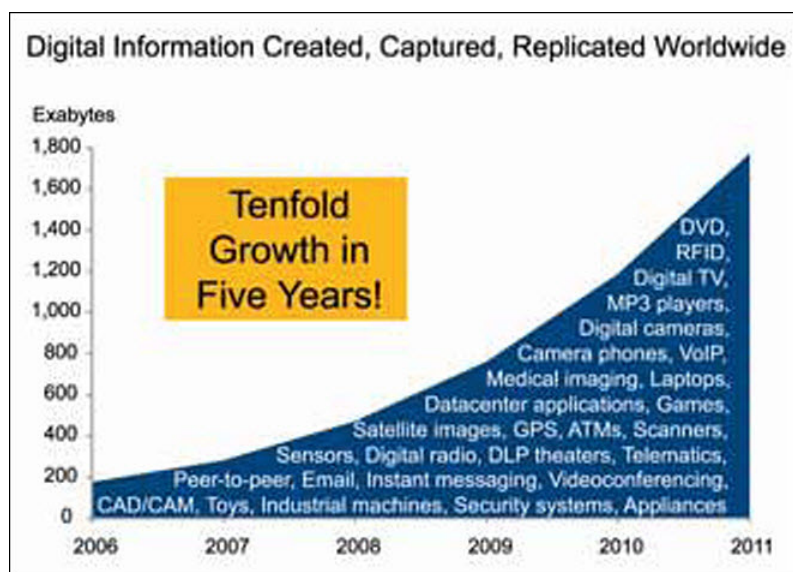 Digital Information Created, Captured, Replicated Worldwide
Exabytes
1,800
1,600
1,400
1,200
1,000
800
600
400
200
0
Tenfold
Growth in
Five Years!
DVD,
RFID,
Digital TV,
MP3 players,
Digital cameras,
Camera phones, VoIP,
Medical imaging, Laptops,
Datacenter applications, Games,
Satellite images, GPS, ATMs, Scanners,
Sensors, Digital radio, DLP theaters, Telematics,
Peer-to-peer, Email, Instant messaging, Videoconferencing,
CAD/CAM, Toys, Industrial machines, Security systems, Appliances
2006 2007 2008 2009 2010 2011